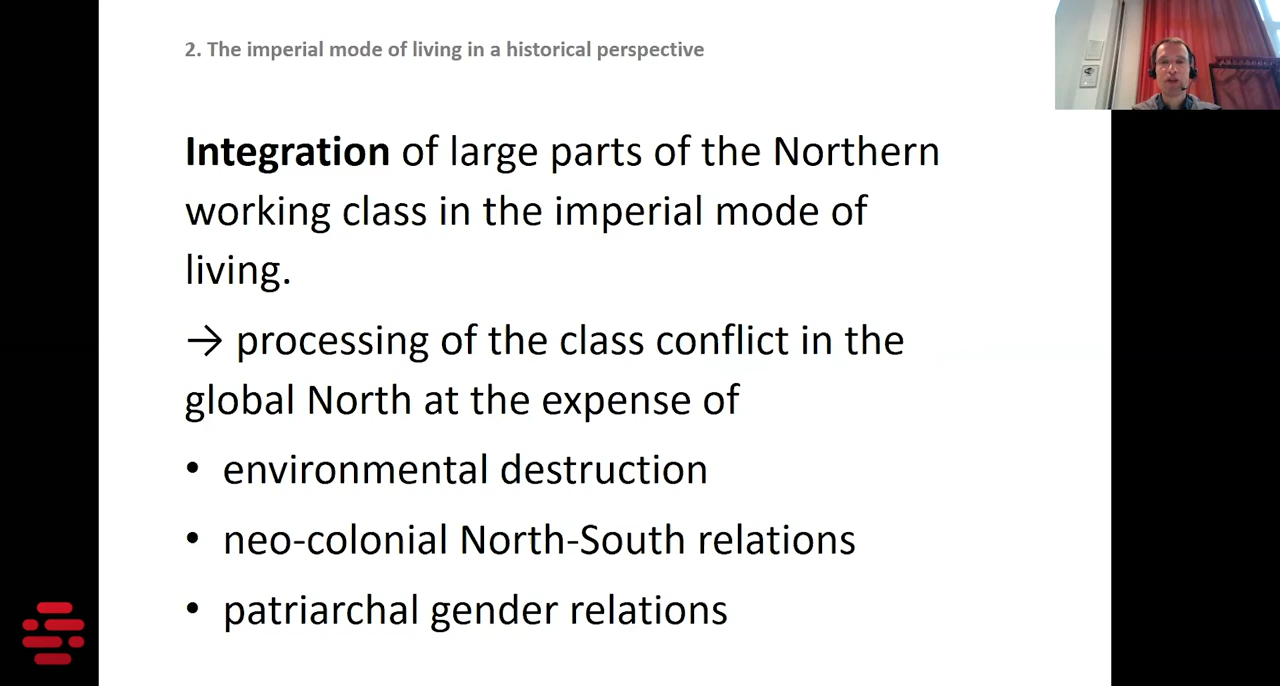 2. The imperial mode of living in a historical perspective
Integration of large parts of the Northern
working class in the imperial mode of
living.
→ processing of the class conflict in the
global North at the expense of
• environmental destruction
• neo-colonial North-South relations
• patriarchal gender relations